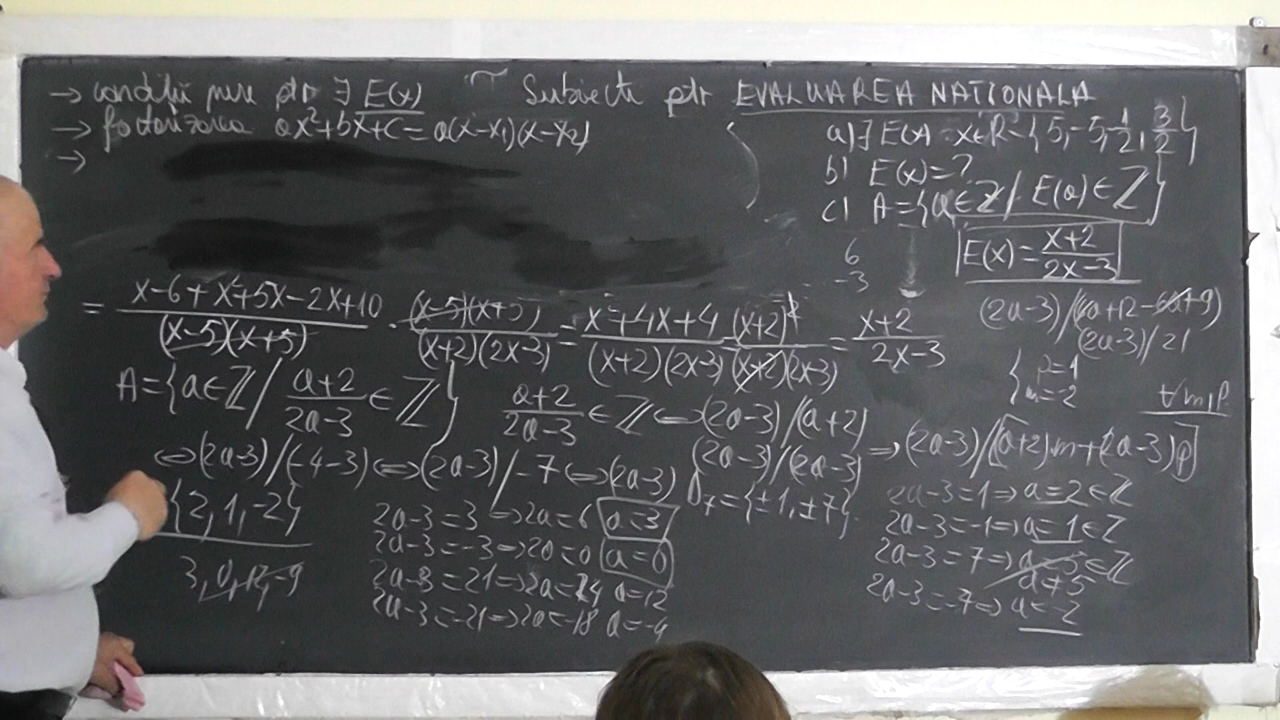 → condiții puse ptr ∃ E(x)
→ factorizarea ax²+bx+c=a(x-x₁)(x-x₂)
→
Subiecte ptr EVALUAREA NATIONALA
a) ∃ E(x) x∈R-{5,-5,-1/2,3/2}
b) E(x)=?
c) A={a∈Z/ E(a)∈Z}
6
-3
E(x)=(x+2)/(2x-3)
= (x-6+x²+5x-2x+10)/((x-5)(x+5)) · ((x-5)(x+5))/((x+2)(2x-3)) = (x²+4x+4)/((x+2)(2x-3)) (x+2)²/((x+2)(2x-3)) = (x+2)/(2x-3)
(2a-3)/(6a+12-6a+9)
(2a-3)/21
{ p=1
m=-2
∀ m,p
A={a∈Z/ (a+2)/(2a-3) ∈Z} (a+2)/(2a-3) ∈Z ⇔ (2a-3)/(a+2)
(2a-3)/(2a-3) ⇒ (2a-3)/[(a+2)m+(2a-3)p]
⇔(2a-3)/(-4-3)⇔(2a-3)/-7⇔(2a-3)
D₇={±1,±7}
{2,1,-2}
3,0,12,-9
2a-3=3 ⇒2a=6 a=3
2a-3=-3⇒2a=0 a=0
2a-3=21⇒2a=24 a=12
2a-3=-21⇒2a=-18 a=-9
2a-3=1⇒a=2∈Z
2a-3=-1⇒a=1∈Z
2a-3=7⇒a=5∈Z
a=5
2a-3=-7⇒a=-2